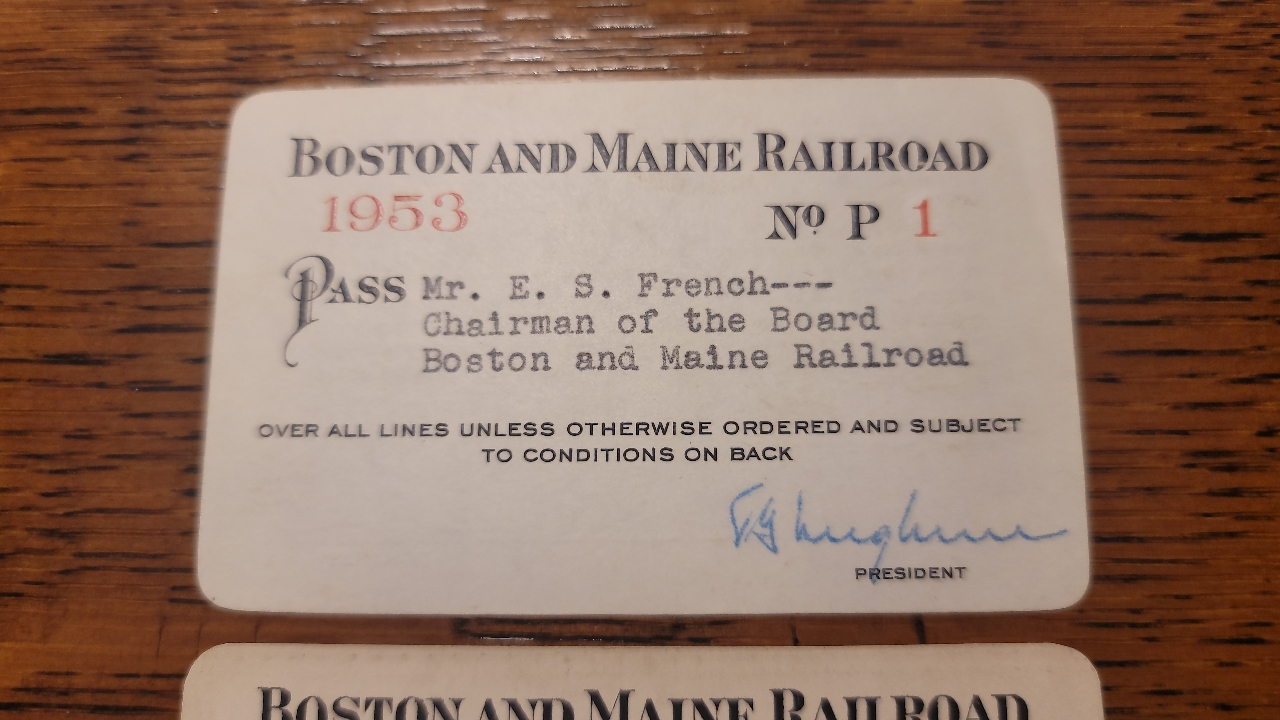 BOSTON AND MAINE RAILROAD
1953 Nº P 1
PASS Mr. E. S. French---
Chairman of the Board
Boston and Maine Railroad
OVER ALL LINES UNLESS OTHERWISE ORDERED AND SUBJECT
TO CONDITIONS ON BACK
PRESIDENT
BOSTON AND MAINE RAILROAD